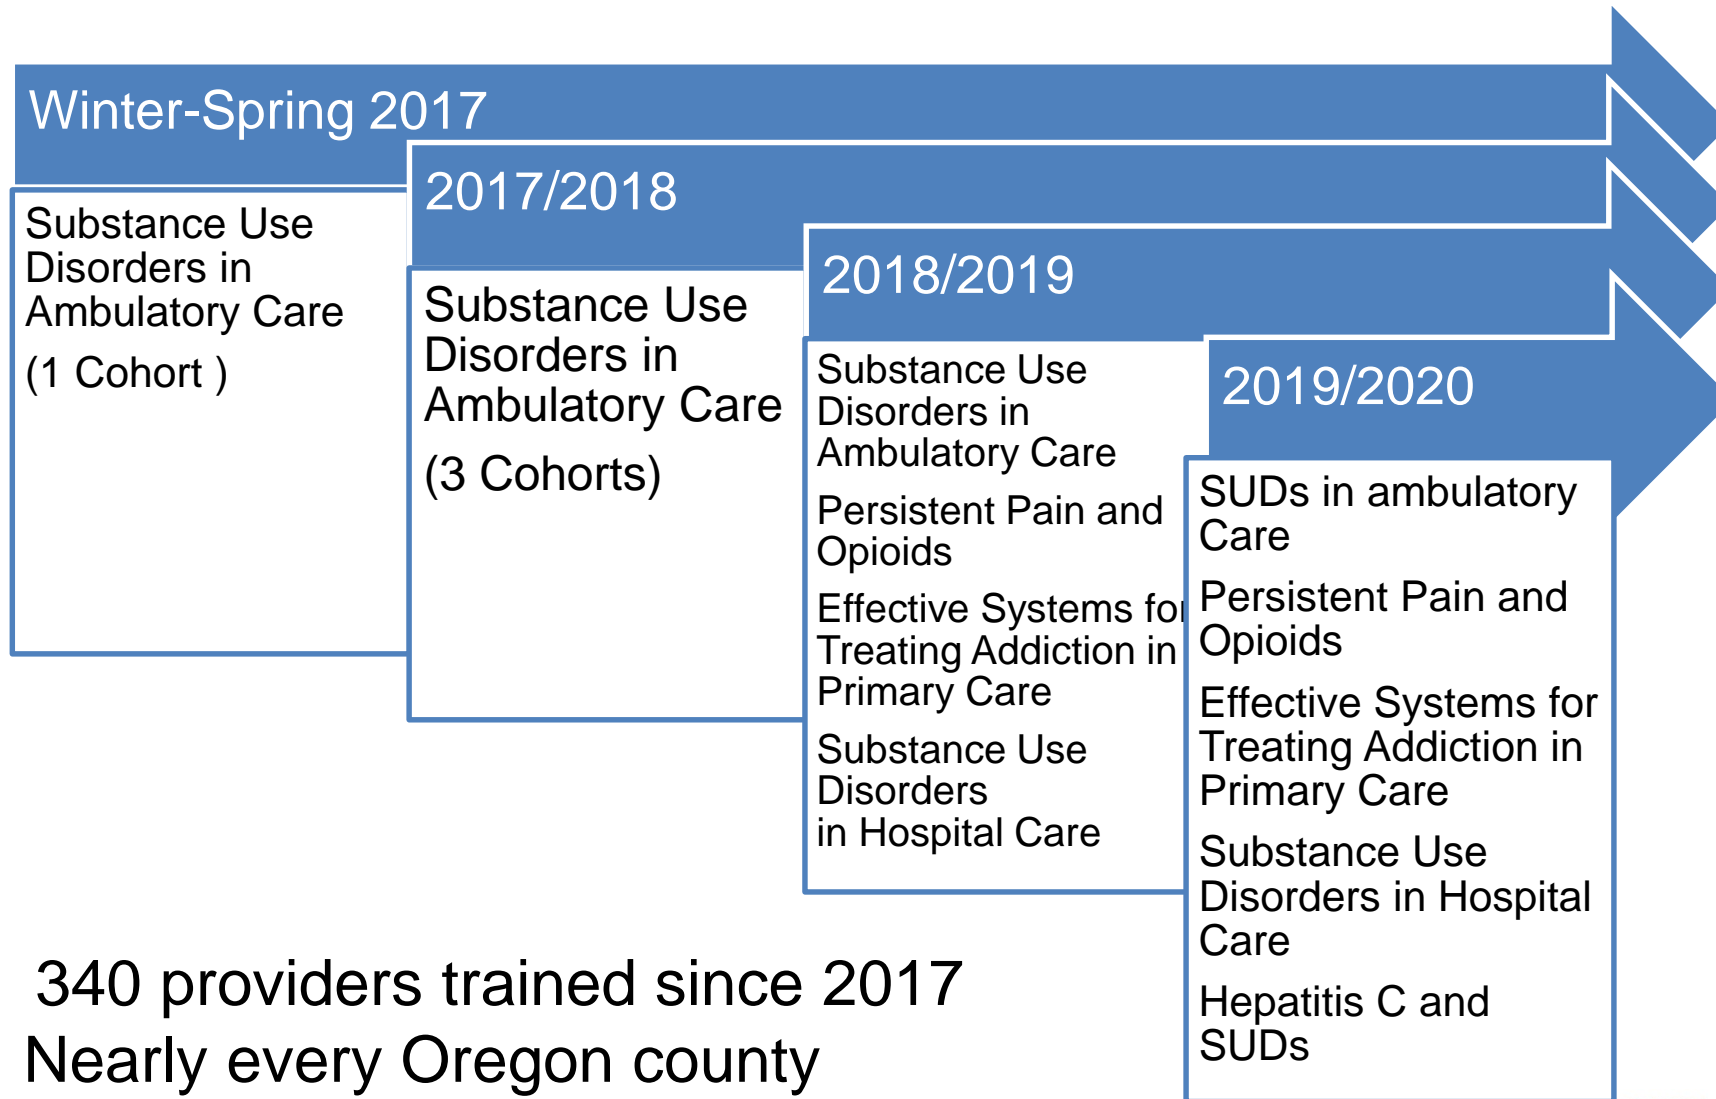 Winter-Spring 2017
Substance Use
Disorders in
Ambulatory Care
(1 Cohort )
2017/2018
Substance Use
Disorders in
Ambulatory Care
(3 Cohorts)
2018/2019
Substance Use
Disorders in
Ambulatory Care
Persistent Pain and
Opioids
Effective Systems for
Treating Addiction in
Primary Care
Substance Use
Disorders
in Hospital Care
2019/2020
SUDs in ambulatory
Care
Persistent Pain and
Opioids
Effective Systems for
Treating Addiction in
Primary Care
Substance Use
Disorders in Hospital
Care
Hepatitis C and
SUDs
340 providers trained since 2017
Nearly every Oregon county